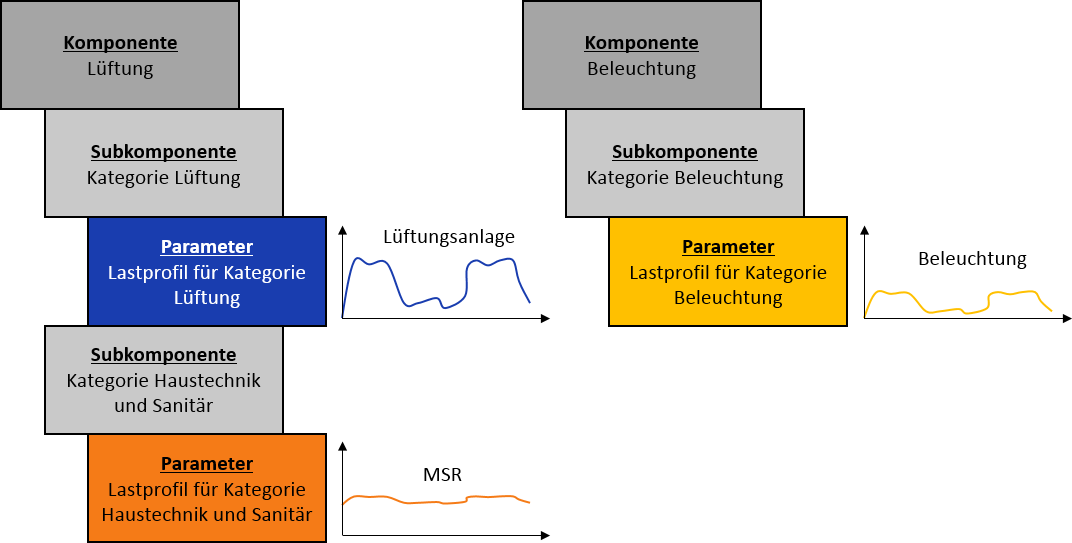 Komponente
Lüftung
Subkomponente
Kategorie Lüftung
Parameter
Lastprofil für Kategorie
Lüftung
Lüftungsanlage
Subkomponente
Kategorie Haustechnik
und Sanitär
Parameter
Lastprofil für Kategorie
Haustechnik und Sanitär
MSR
Komponente
Beleuchtung
Subkomponente
Kategorie Beleuchtung
Parameter
Lastprofil für Kategorie
Beleuchtung
Beleuchtung